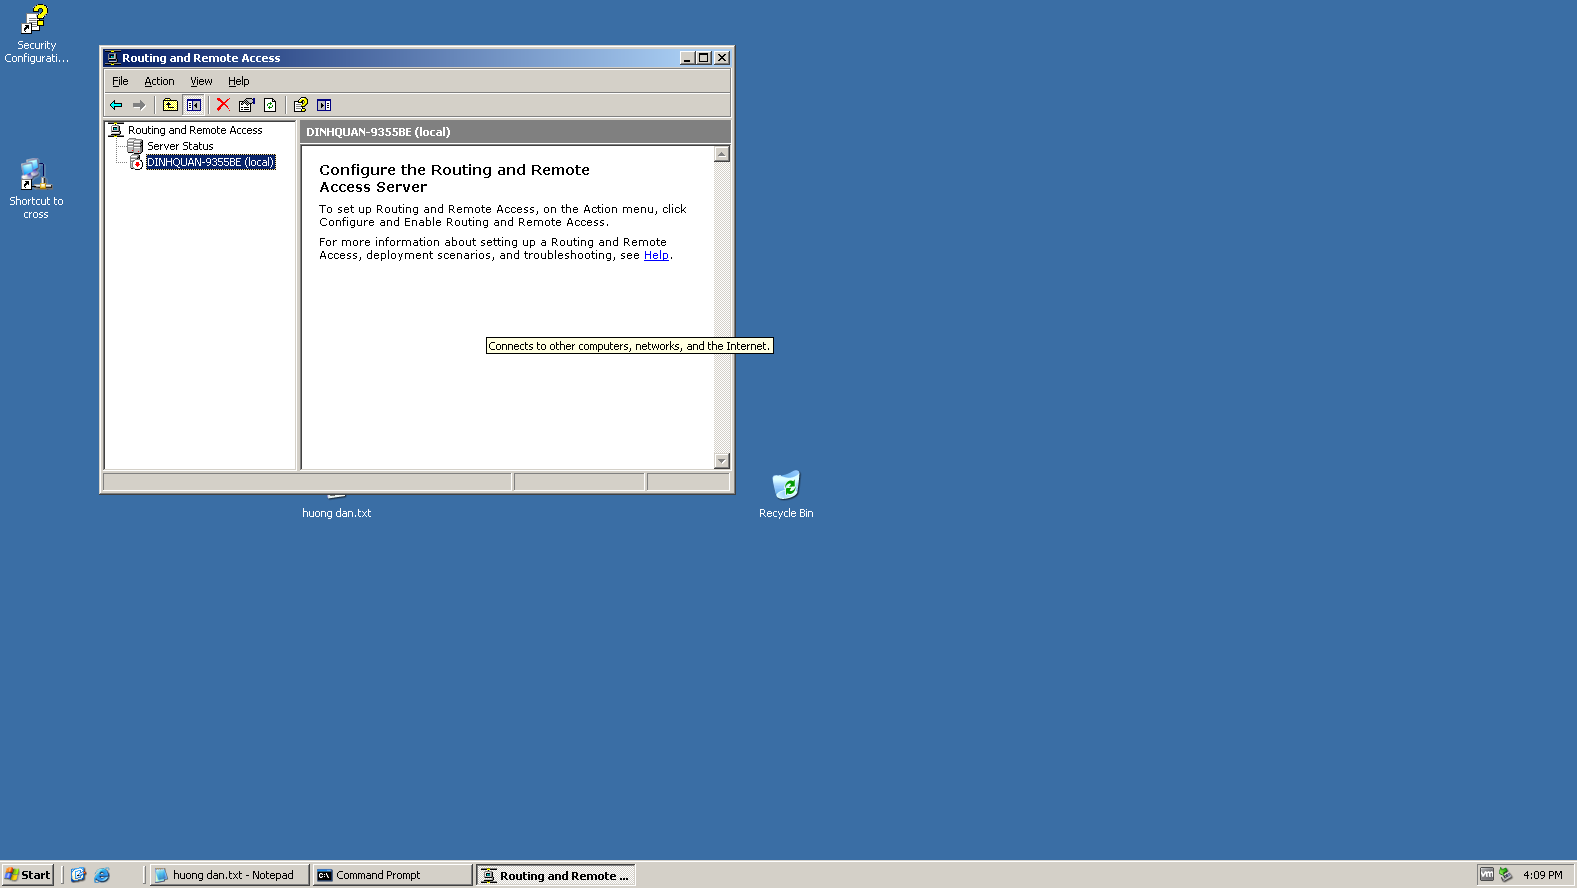 Security
Configurati...
Shortcut to
cross
Routing and Remote Access
File Action View Help
Routing and Remote Access
Server Status
DINHQUAN-9355BE (local)
DINHQUAN-9355BE (local)
Configure the Routing and Remote
Access Server
To set up Routing and Remote Access, on the Action menu, click
Configure and Enable Routing and Remote Access.
For more information about setting up a Routing and Remote
Access, deployment scenarios, and troubleshooting, see Help.
Connects to other computers, networks, and the Internet.
huong dan.txt
Recycle Bin
Start
huong dan.txt - Notepad
C:\
Command Prompt
Routing and Remote ...
vm
4:09 PM